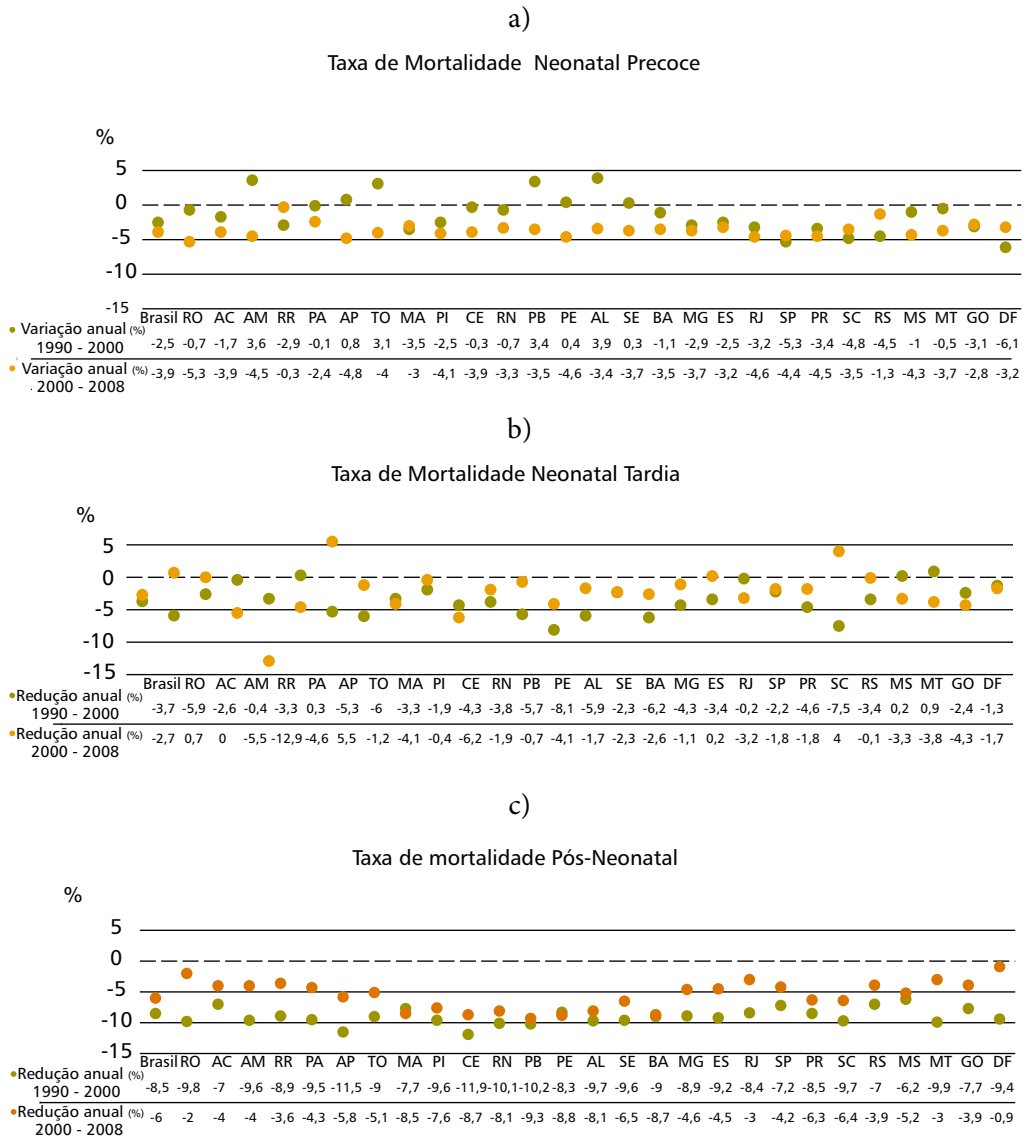 a)
Taxa de Mortalidade Neonatal Precoce
%
5
0
-5
-10
-15
Brasil RO AC AM RR PA AP TO MA PI CE RN PB PE AL SE BA MG ES RJ SP PR SC RS MS MT GO DF
Variação anual (%)
1990 - 2000
-2,5 -0,7 -1,7 3,6 -2,9 -0,1 0,8 3,1 -3,5 -2,5 -0,3 -0,7 3,4 0,4 3,9 0,3 -1,1 -2,9 -2,5 -3,2 -5,3 -3,4 -4,8 -4,5 -1 -0,5 -3,1 -6,1
Variação anual (%)
2000 - 2008
-3,9 -5,3 -3,9 -4,5 -0,3 -2,4 -4,8 -4 -3 -4,1 -3,9 -3,3 -3,5 -4,6 -3,4 -3,7 -3,5 -3,7 -3,2 -4,6 -4,4 -4,5 -3,5 -1,3 -4,3 -3,7 -2,8 -3,2
b)
Taxa de Mortalidade Neonatal Tardia
%
5
0
-5
-10
-15
Brasil RO AC AM RR PA AP TO MA PI CE RN PB PE AL SE BA MG ES RJ SP PR SC RS MS MT GO DF
Redução anual (%)
1990 - 2000
-3,7 -5,9 -2,6 -0,4 -3,3 0,3 -5,3 -6 -3,3 -1,9 -4,3 -3,8 -5,7 -8,1 -5,9 -2,3 -6,2 -4,3 -3,4 -0,2 -2,2 -4,6 -7,5 -3,4 0,2 0,9 -2,4 -1,3
Redução anual (%)
2000 - 2008
-2,7 0,7 0 -5,5 -12,9 -4,6 5,5 -1,2 -4,1 -0,4 -6,2 -1,9 -0,7 -4,1 -1,7 -2,3 -2,6 -1,1 0,2 -3,2 -1,8 -1,8 4 -0,1 -3,3 -3,8 -4,3 -1,7
c)
Taxa de mortalidade Pós-Neonatal
%
5
0
-5
-10
-15
Brasil RO AC AM RR PA AP TO MA PI CE RN PB PE AL SE BA MG ES RJ SP PR SC RS MS MT GO DF
Redução anual (%)
1990 - 2000
-8,5 -9,8 -7 -9,6 -8,9 -9,5 -11,5 -9 -7,7 -9,6 -11,9 -10,1 -10,2 -8,3 -9,7 -9,6 -9 -8,9 -9,2 -8,4 -7,2 -8,5 -9,7 -7 -6,2 -9,9 -7,7 -9,4
Redução anual (%)
2000 - 2008
-6 -2 -4 -4 -3,6 -4,3 -5,8 -5,1 -8,5 -7,6 -8,7 -8,1 -9,3 -8,8 -8,1 -6,5 -8,7 -4,6 -4,5 -3 -4,2 -6,3 -6,4 -3,9 -5,2 -3 -3,9 -0,9